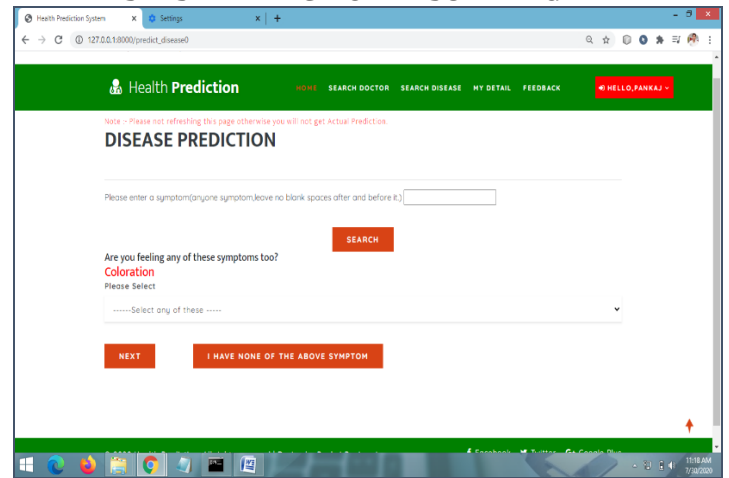 Health Prediction System
Settings
127.0.0.1:8000/predict_disease0
Health Prediction
HOME SEARCH DOCTOR SEARCH DISEASE MY DETAIL FEEDBACK HELLO,PANKAJ
Note :- Please not refreshing this page otherwise you will not get Actual Prediction.
DISEASE PREDICTION
Please enter a symptom(anyone symptom,leave no blank spaces after and before it.)
SEARCH
Are you feeling any of these symptoms too?
Coloration
Please Select
------Select any of these -----
NEXT I HAVE NONE OF THE ABOVE SYMPTOM
11:18 AM
7/30/2020